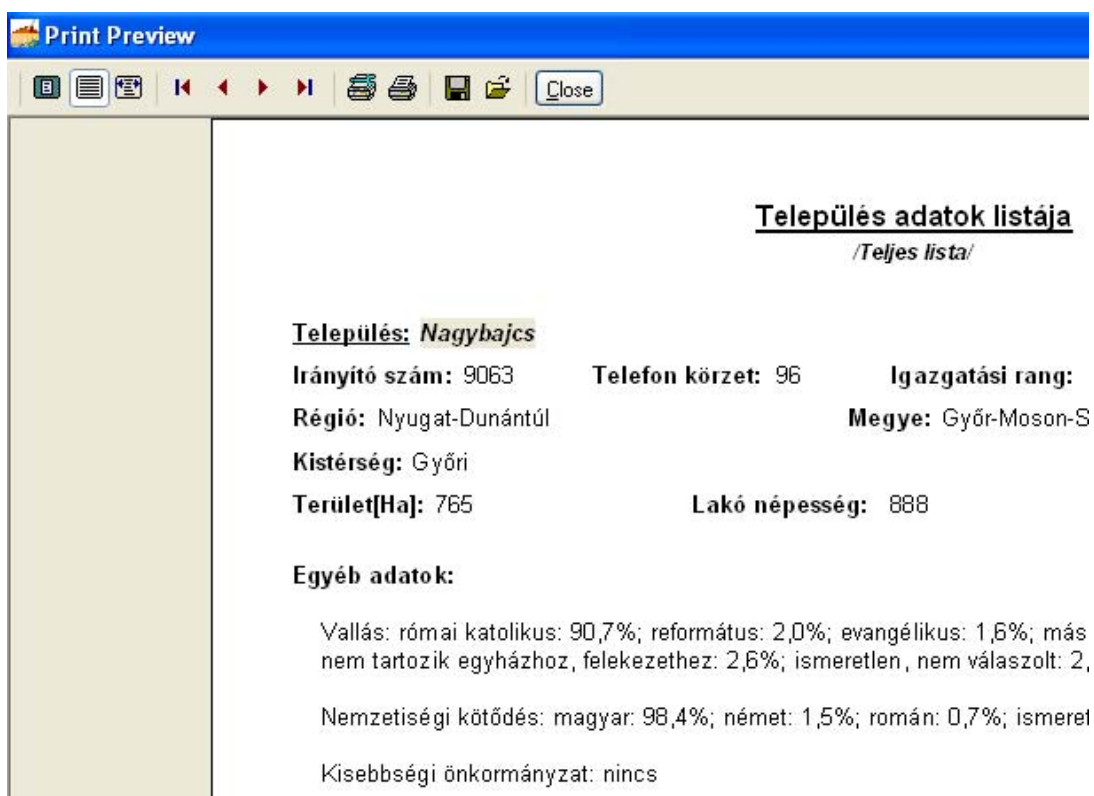 Print Preview
Close
Település adatok listája
/Teljes lista/
Település: Nagybajcs
Irányító szám: 9063 Telefon körzet: 96 Igazgatási rang:
Régió: Nyugat-Dunántúl Megye: Győr-Moson-S
Kistérség: Győri
Terület[Ha]: 765 Lakó népesség: 888
Egyéb adatok:
Vallás: római katolikus: 90,7%; református: 2,0%; evangélikus: 1,6%; más
nem tartozik egyházhoz, felekezethez: 2,6%; ismeretlen, nem válaszolt: 2,
Nemzetiségi kötődés: magyar: 98,4%; német: 1,5%; román: 0,7%; ismeret
Kisebbségi önkormányzat: nincs